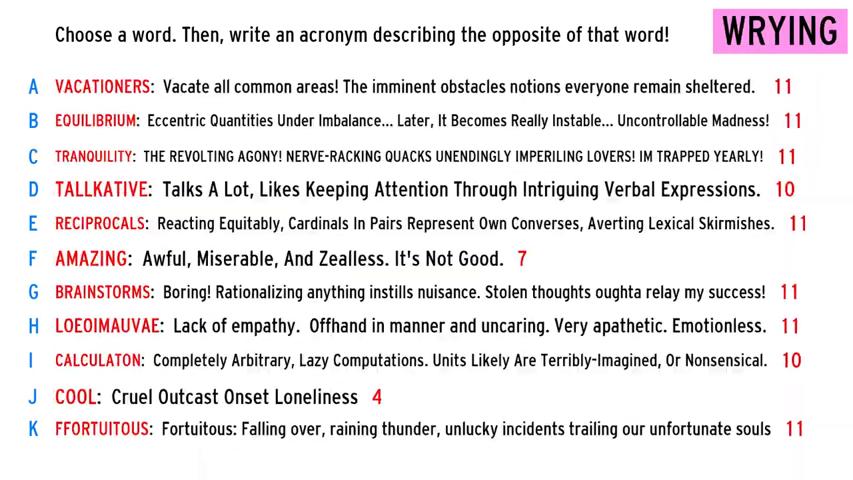 Choose a word. Then, write an acronym describing the opposite of that word!
WRYING
A VACATIONERS: Vacate all common areas! The imminent obstacles notions everyone remain sheltered. 11
B EQUILIBRIUM: Eccentric Quantities Under Imbalance... Later, It Becomes Really Instable... Uncontrollable Madness! 11
C TRANQUILITY: THE REVOLTING AGONY! NERVE-RACKING QUACKS UNENDINGLY IMPERILING LOVERS! IM TRAPPED YEARLY! 11
D TALLKATIVE: Talks A Lot, Likes Keeping Attention Through Intriguing Verbal Expressions. 10
E RECIPROCALS: Reacting Equitably, Cardinals In Pairs Represent Own Converses, Averting Lexical Skirmishes. 11
F AMAZING: Awful, Miserable, And Zealless. It's Not Good. 7
G BRAINSTORMS: Boring! Rationalizing anything instills nuisance. Stolen thoughts oughta relay my success! 11
H LOEOIMAUVAE: Lack of empathy. Offhand in manner and uncaring. Very apathetic. Emotionless. 11
I CALCULATON: Completely Arbitrary, Lazy Computations. Units Likely Are Terribly-Imagined, Or Nonsensical. 10
J COOL: Cruel Outcast Onset Loneliness 4
K FFORTUITOUS: Fortuitous: Falling over, raining thunder, unlucky incidents trailing our unfortunate souls 11